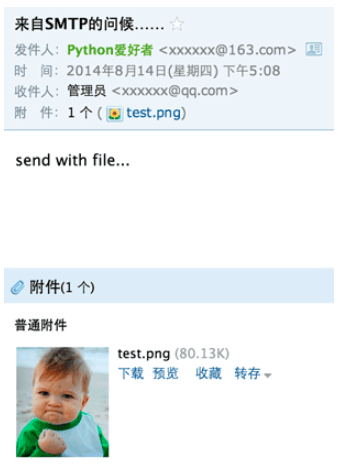 来自SMTP的问候……
发件人：Python爱好者 <xxxxxx@163.com>
时　间：2014年8月14日(星期四) 下午5:08
收件人：管理员 <xxxxxx@qq.com>
附　件：1 个 ( test.png)
send with file...
附件(1 个)
普通附件
test.png (80.13K)
下载 预览 收藏 转存